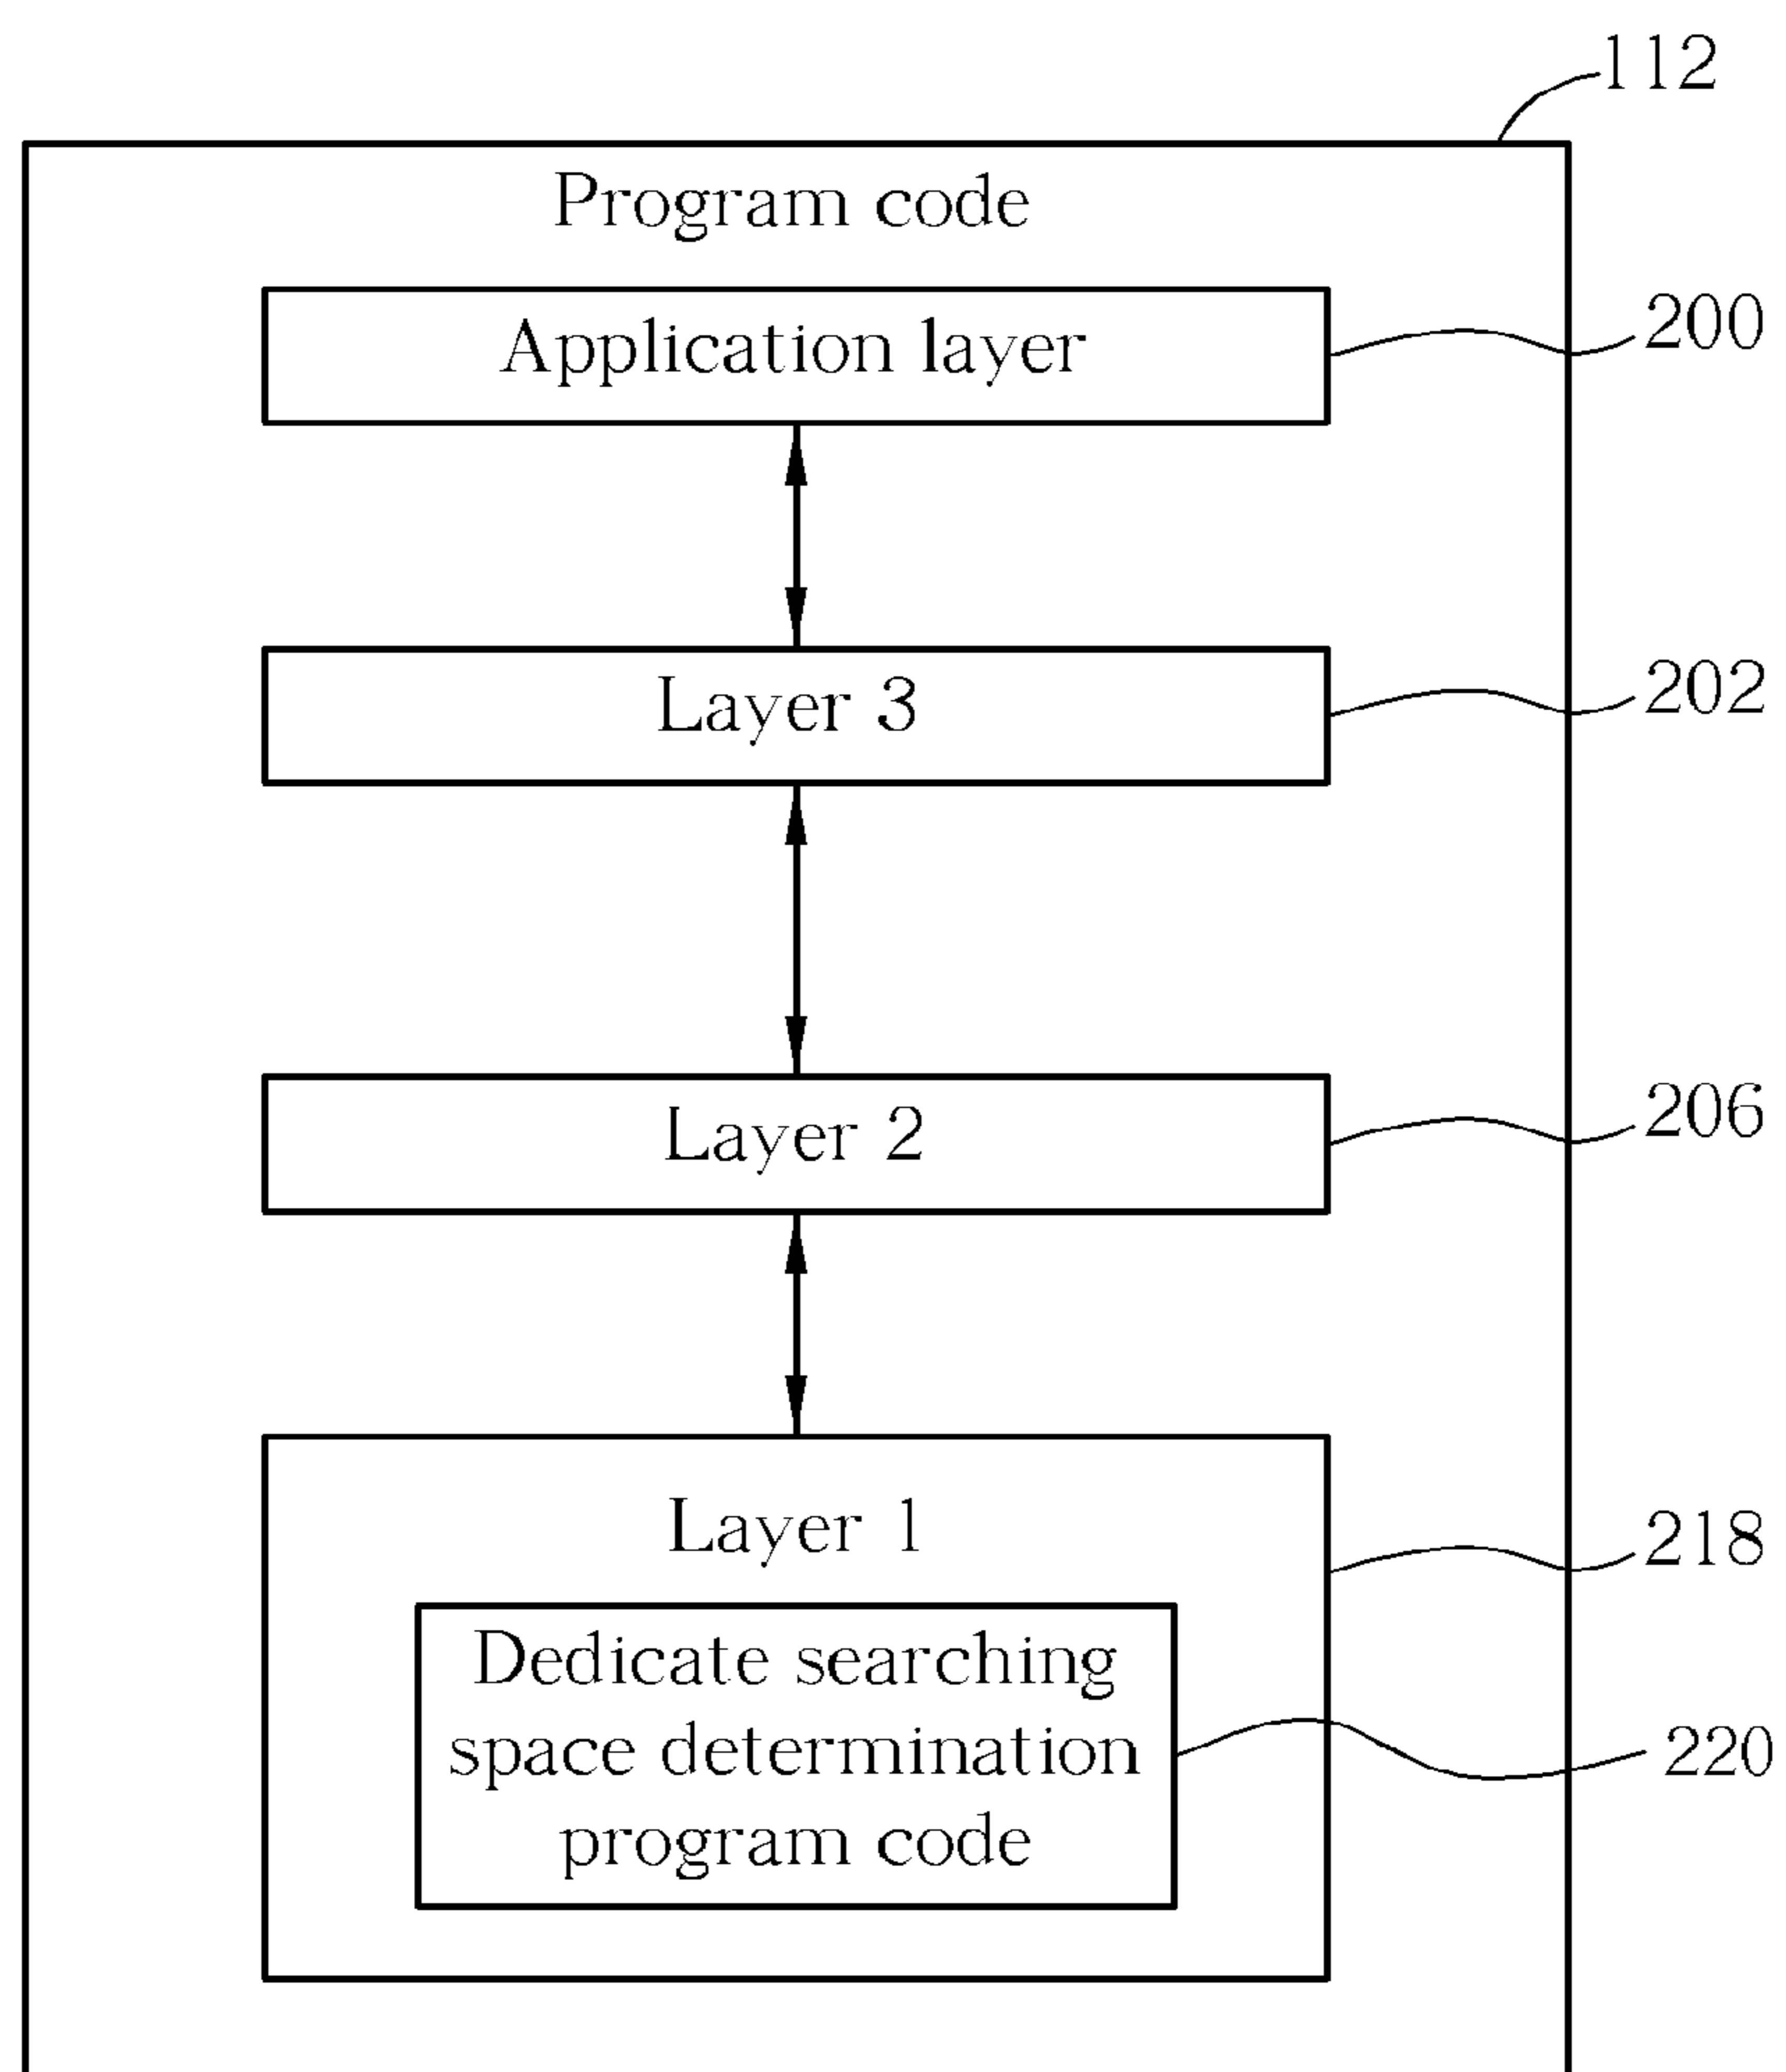 112
Program code
Application layer
200
Layer 3
202
Layer 2
206
Layer 1
218
Dedicate searching
space determination
program code
220